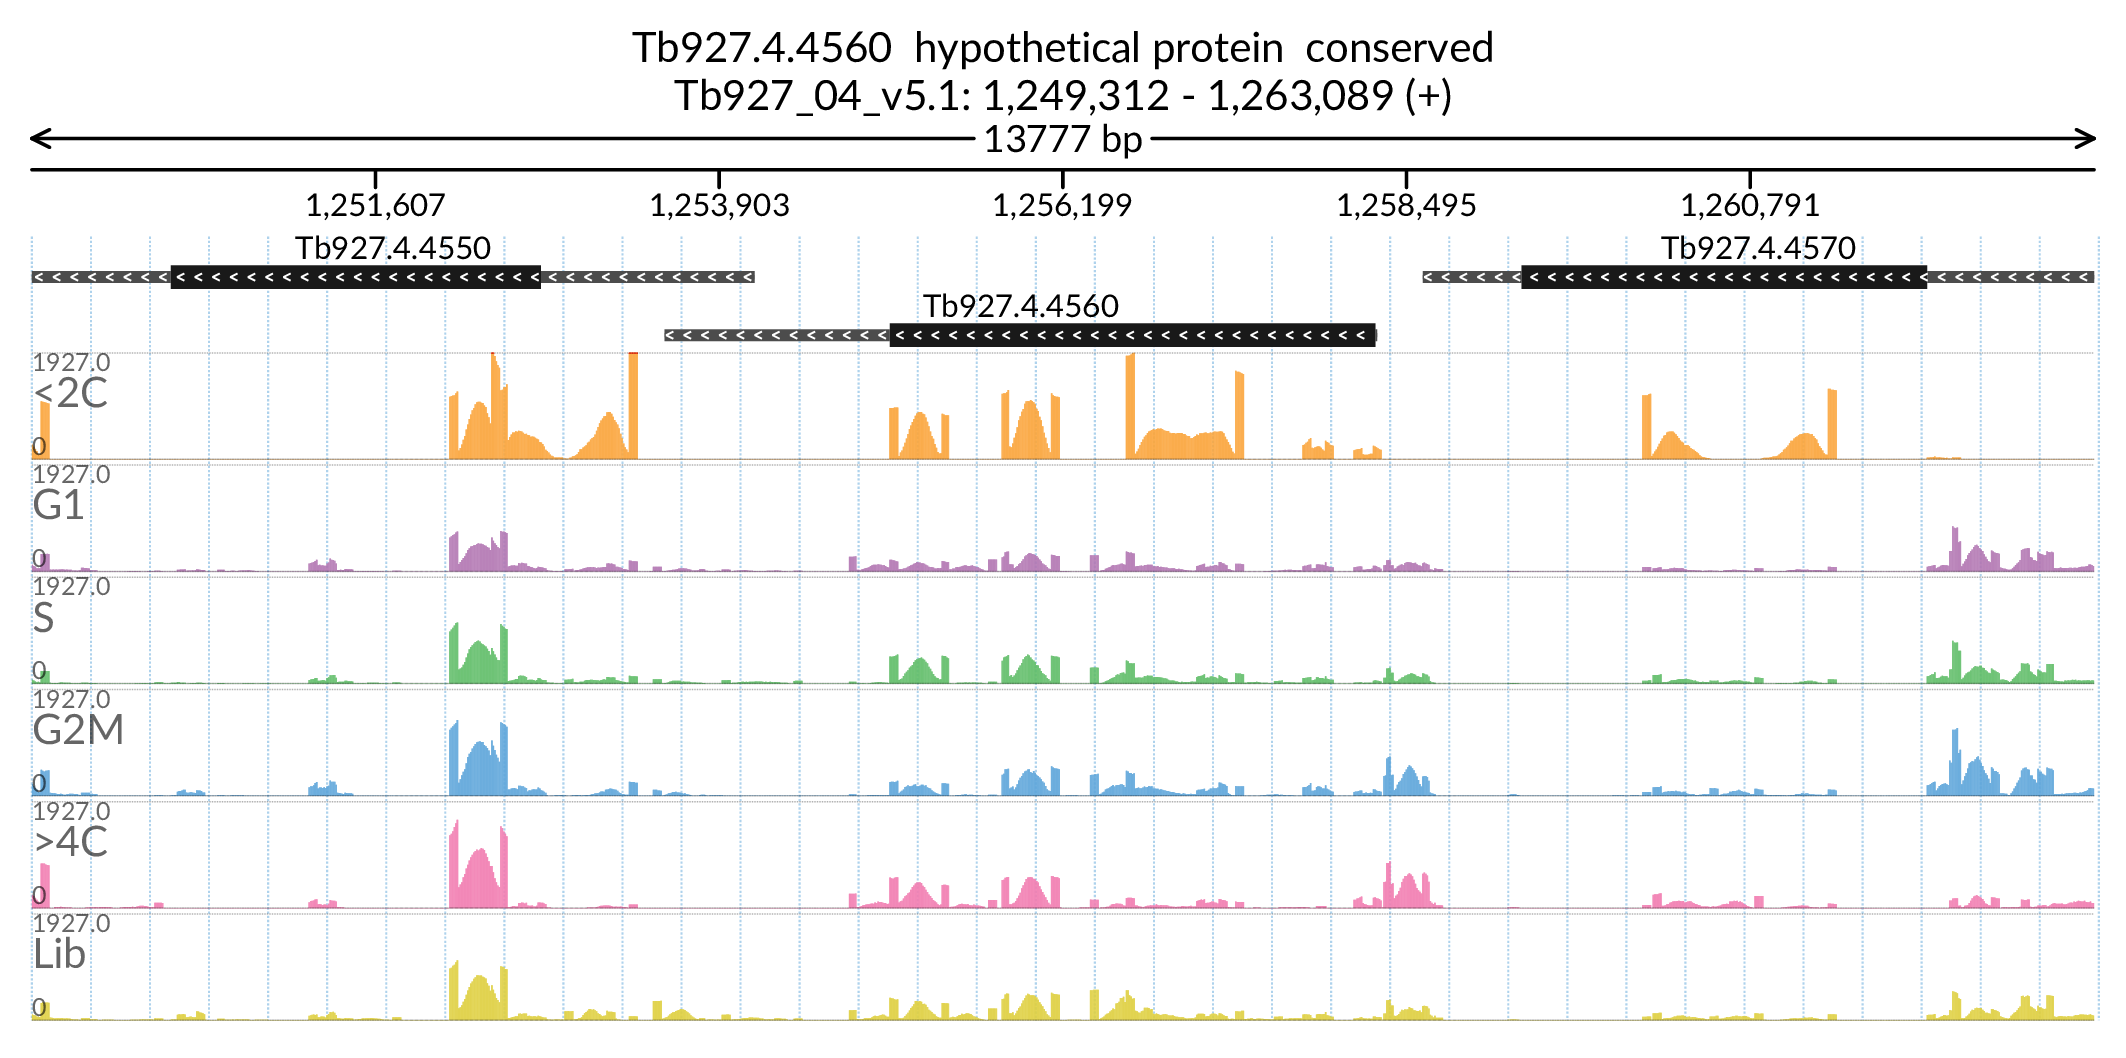 Tb927.4.4560 hypothetical protein conserved
Tb927_04_v5.1: 1,249,312 - 1,263,089 (+)
13777 bp
1,251,607 1,253,903 1,256,199 1,258,495 1,260,791
Tb927.4.4550 Tb927.4.4570
Tb927.4.4560
1927.0
<2C
0
1927.0
G1
0
1927.0
S
0
1927.0
G2M
0
1927.0
>4C
0
1927.0
Lib
0